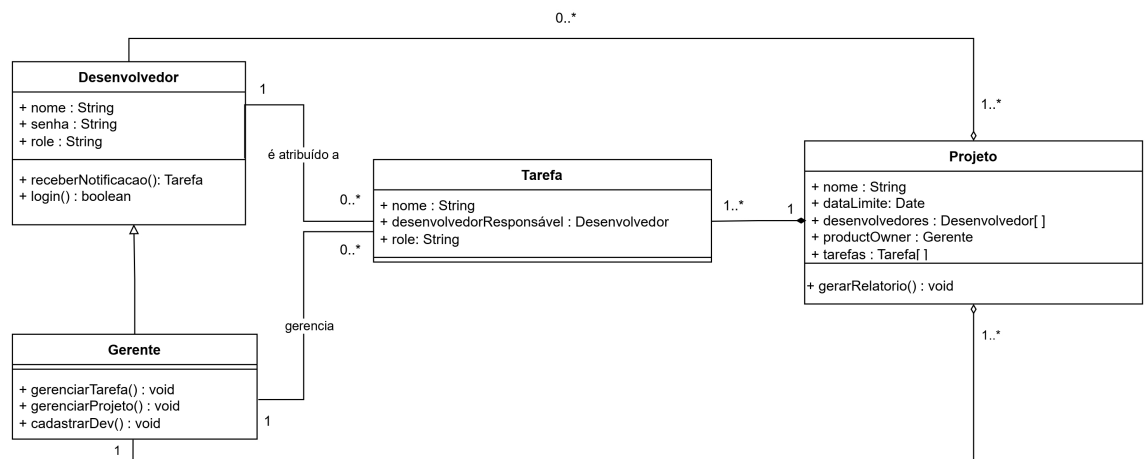 0..*
Desenvolvedor
+ nome : String
+ senha : String
+ role : String
+ receberNotificacao(): Tarefa
+ login() : boolean
1
é atribuído a
0..*
Tarefa
+ nome : String
+ desenvolvedorResponsável : Desenvolvedor
+ role: String
0..*
1..*
1
1..*
Projeto
+ nome : String
+ dataLimite: Date
+ desenvolvedores : Desenvolvedor[ ]
+ productOwner : Gerente
+ tarefas : Tarefa[ ]
+ gerarRelatorio() : void
1..*
gerencia
Gerente
+ gerenciarTarefa() : void
+ gerenciarProjeto() : void
+ cadastrarDev() : void
1
1